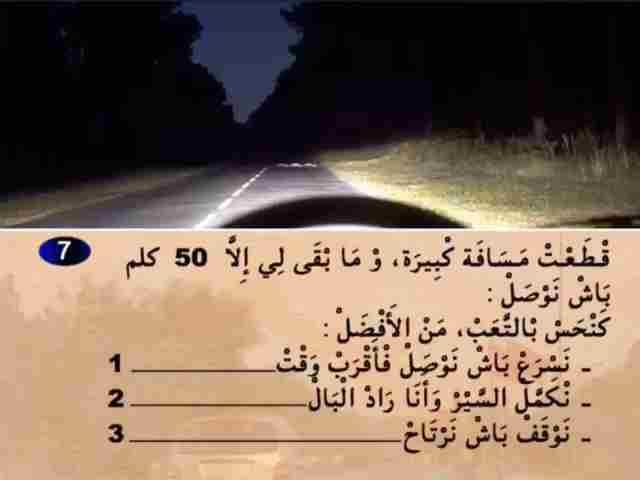 7
قْطَعْتْ مَسَافَة كْبِيرَة، وْ مَا بْقَى لِي إِلاَّ 50 كلم
بَاشْ نَوْصَلْ :
كَنْحَسْ بْالتَّعَبْ، مَنْ الأَفْضَلْ :
ـ نَسْرَعْ بَاشْ نَوْصَلْ فْأَقْرَبْ وَقْتْ 1
ـ نْكَمَّلْ السَّيْرْ وَأَنَا رَادْ الْبَالْ 2
ـ نَوْقَفْ بَاشْ نَرْتَاحْ 3